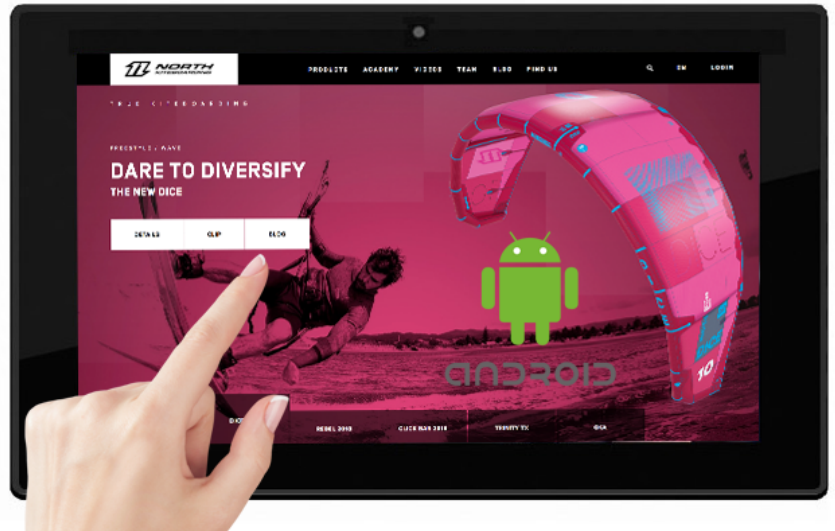 NORTH
KITEBOARDING
PRODUCTS ACADEMY VIDEOS TEAM BLOG FIND US
EN LOGIN
TRUE KITEBOARDING
FREESTYLE / WAVE
DARE TO DIVERSIFY
THE NEW DICE
DETAILS CLIP BLOG
ANDROID
10
REBEL 2018 CLICK BAR 2018 TRINITY TX